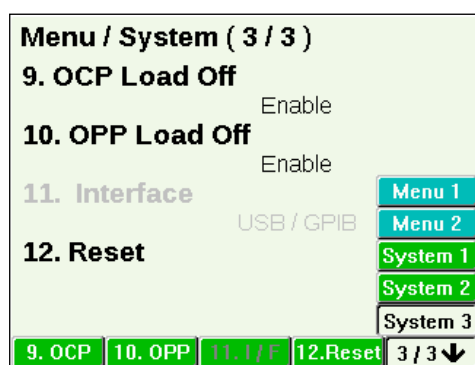 Menu / System ( 3 / 3 )
9. OCP Load Off
Enable
10. OPP Load Off
Enable
11. Interface
USB / GPIB
12. Reset
Menu 1
Menu 2
System 1
System 2
System 3
9. OCP 10. OPP 11. I / F 12.Reset 3 / 3 🡫